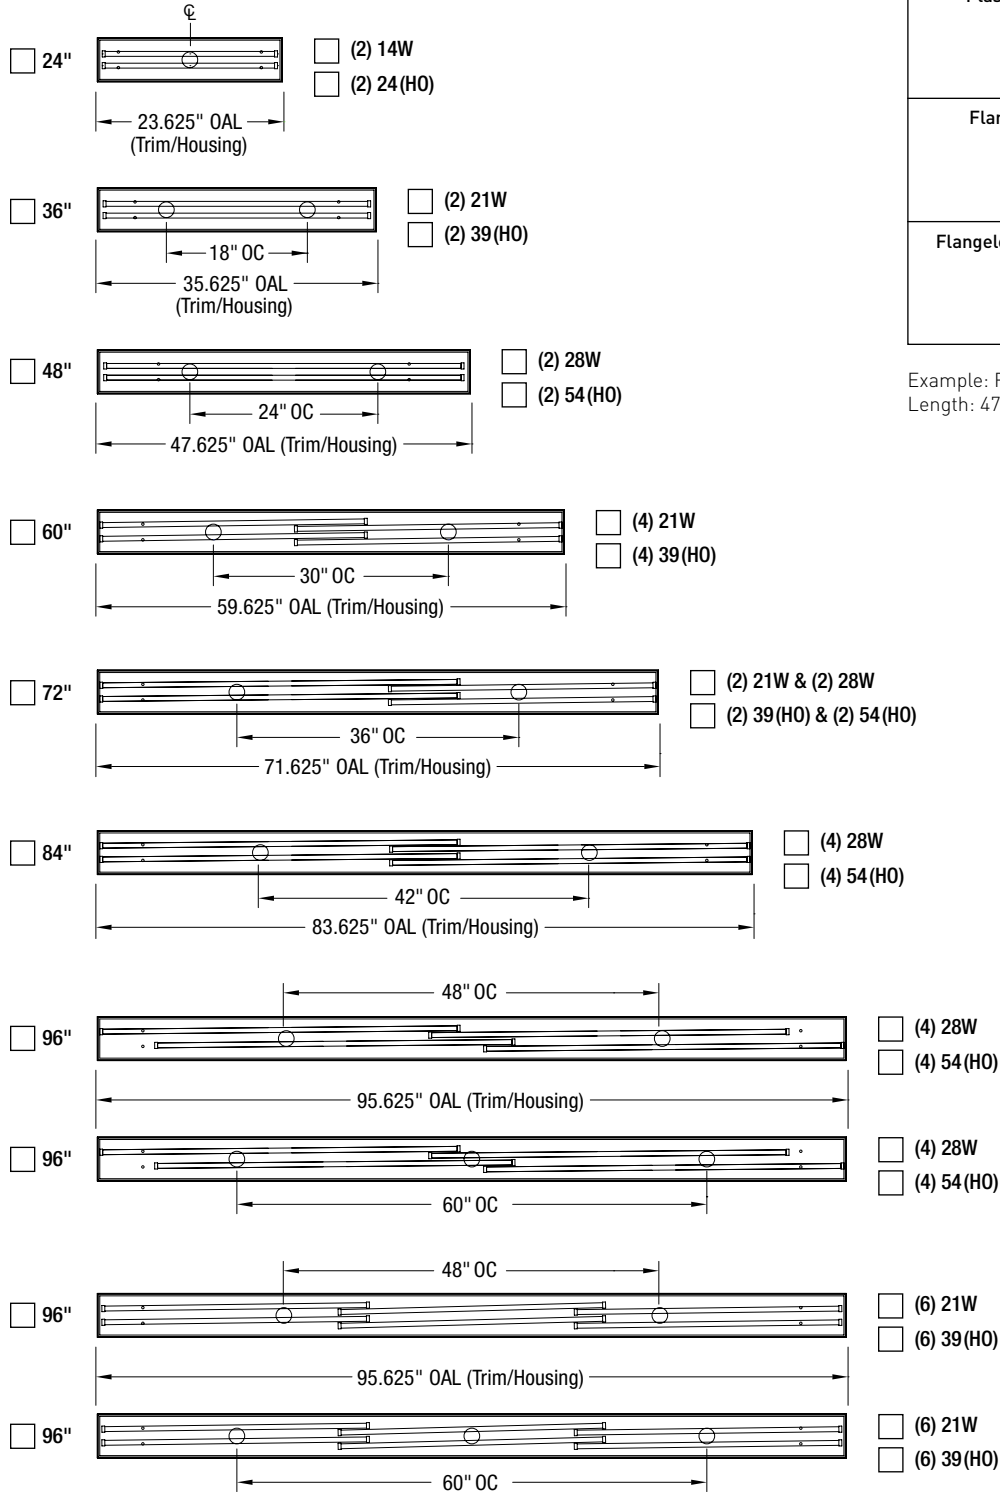 ℄
24"
(2) 14W
(2) 24(HO)
23.625" OAL
(Trim/Housing)
36"
(2) 21W
(2) 39(HO)
18" OC
35.625" OAL
(Trim/Housing)
48"
(2) 28W
(2) 54(HO)
24" OC
47.625" OAL (Trim/Housing)
60"
(4) 21W
(4) 39(HO)
30" OC
59.625" OAL (Trim/Housing)
72"
(2) 21W & (2) 28W
(2) 39(HO) & (2) 54(HO)
36" OC
71.625" OAL (Trim/Housing)
84"
(4) 28W
(4) 54(HO)
42" OC
83.625" OAL (Trim/Housing)
48" OC
96"
(4) 28W
(4) 54(HO)
95.625" OAL (Trim/Housing)
96"
(4) 28W
(4) 54(HO)
60" OC
48" OC
96"
(6) 21W
(6) 39(HO)
95.625" OAL (Trim/Housing)
96"
(6) 21W
(6) 39(HO)
60" OC
Example:
Length: 47